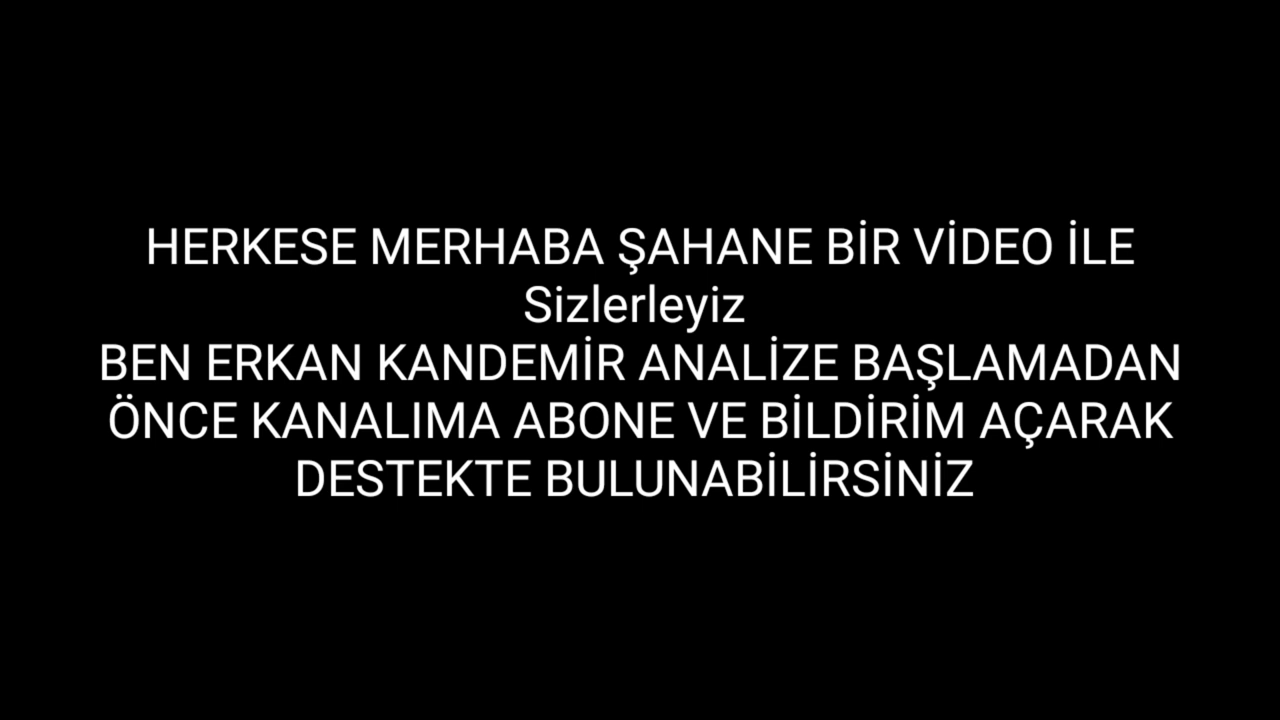 HERKESE MERHABA ŞAHANE BİR VİDEO İLE
Sizlerleyiz
BEN ERKAN KANDEMİR ANALİZE BAŞLAMADAN
ÖNCE KANALIMA ABONE VE BİLDİRİM AÇARAK
DESTEKTE BULUNABİLİRSİNİZ